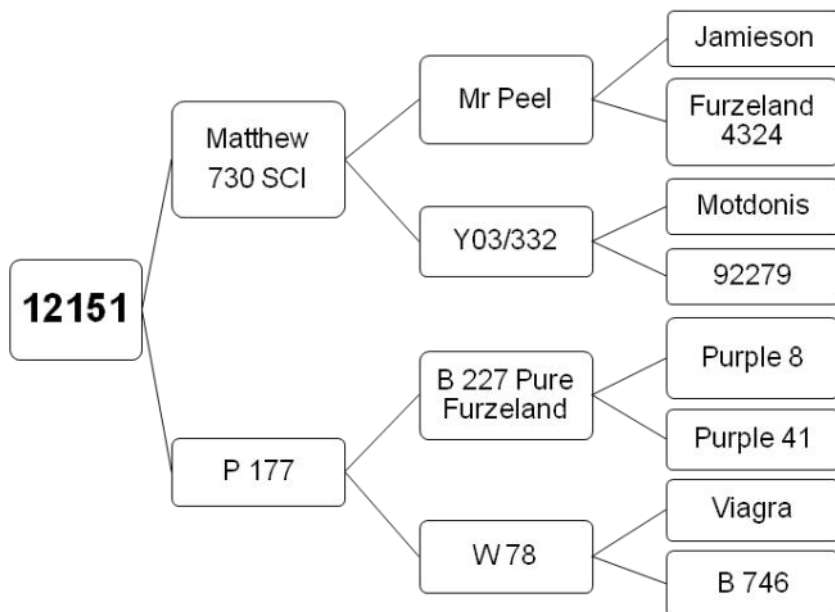 Jamieson
Mr Peel
Furzeland
4324
Matthew
730 SCI
Motdonis
Y03/332
92279
12151
Purple 8
B 227 Pure
Furzeland
Purple 41
P 177
Viagra
W 78
B 746